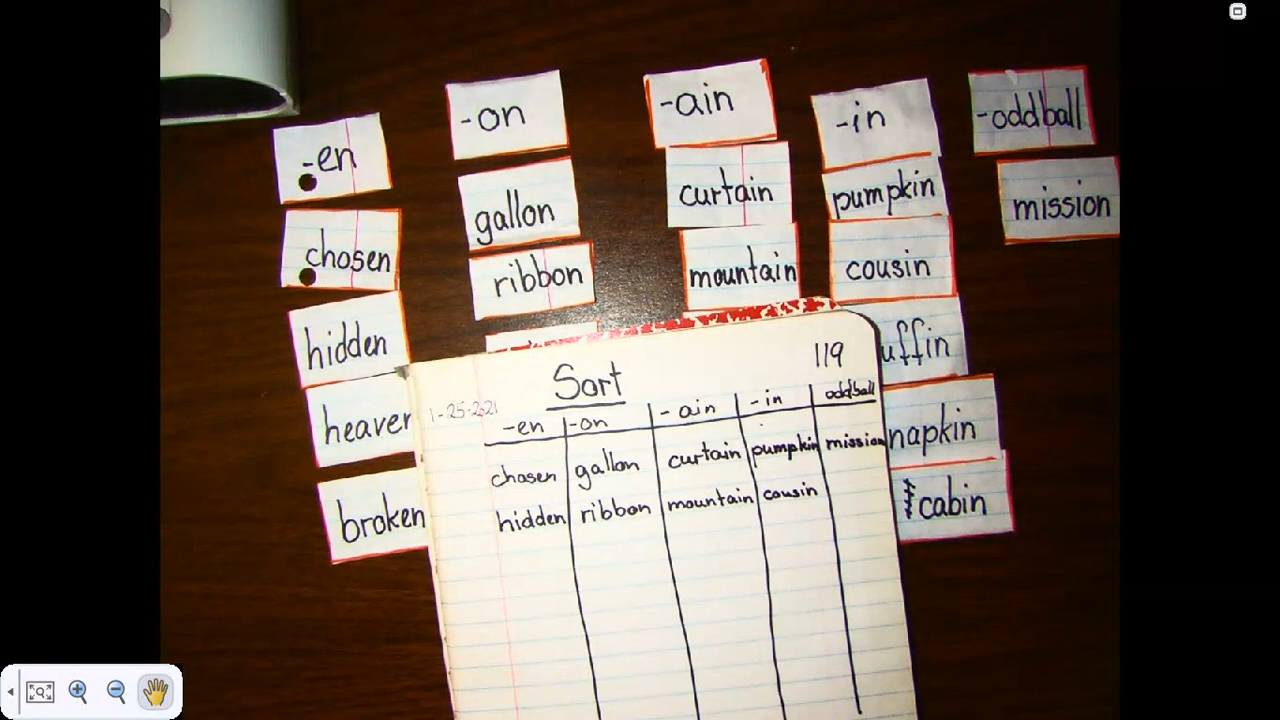 -en
chosen
hidden
heaven
broken
-on
gallon
ribbon
-ain
curtain
mountain
-in
pumpkin
cousin
uffin
napkin
cabin
-oddball
mission
1-25-2021
Sort
119
-en -on -ain -in oddball
chosen gallon curtain pumpkin mission
hidden ribbon mountain cousin